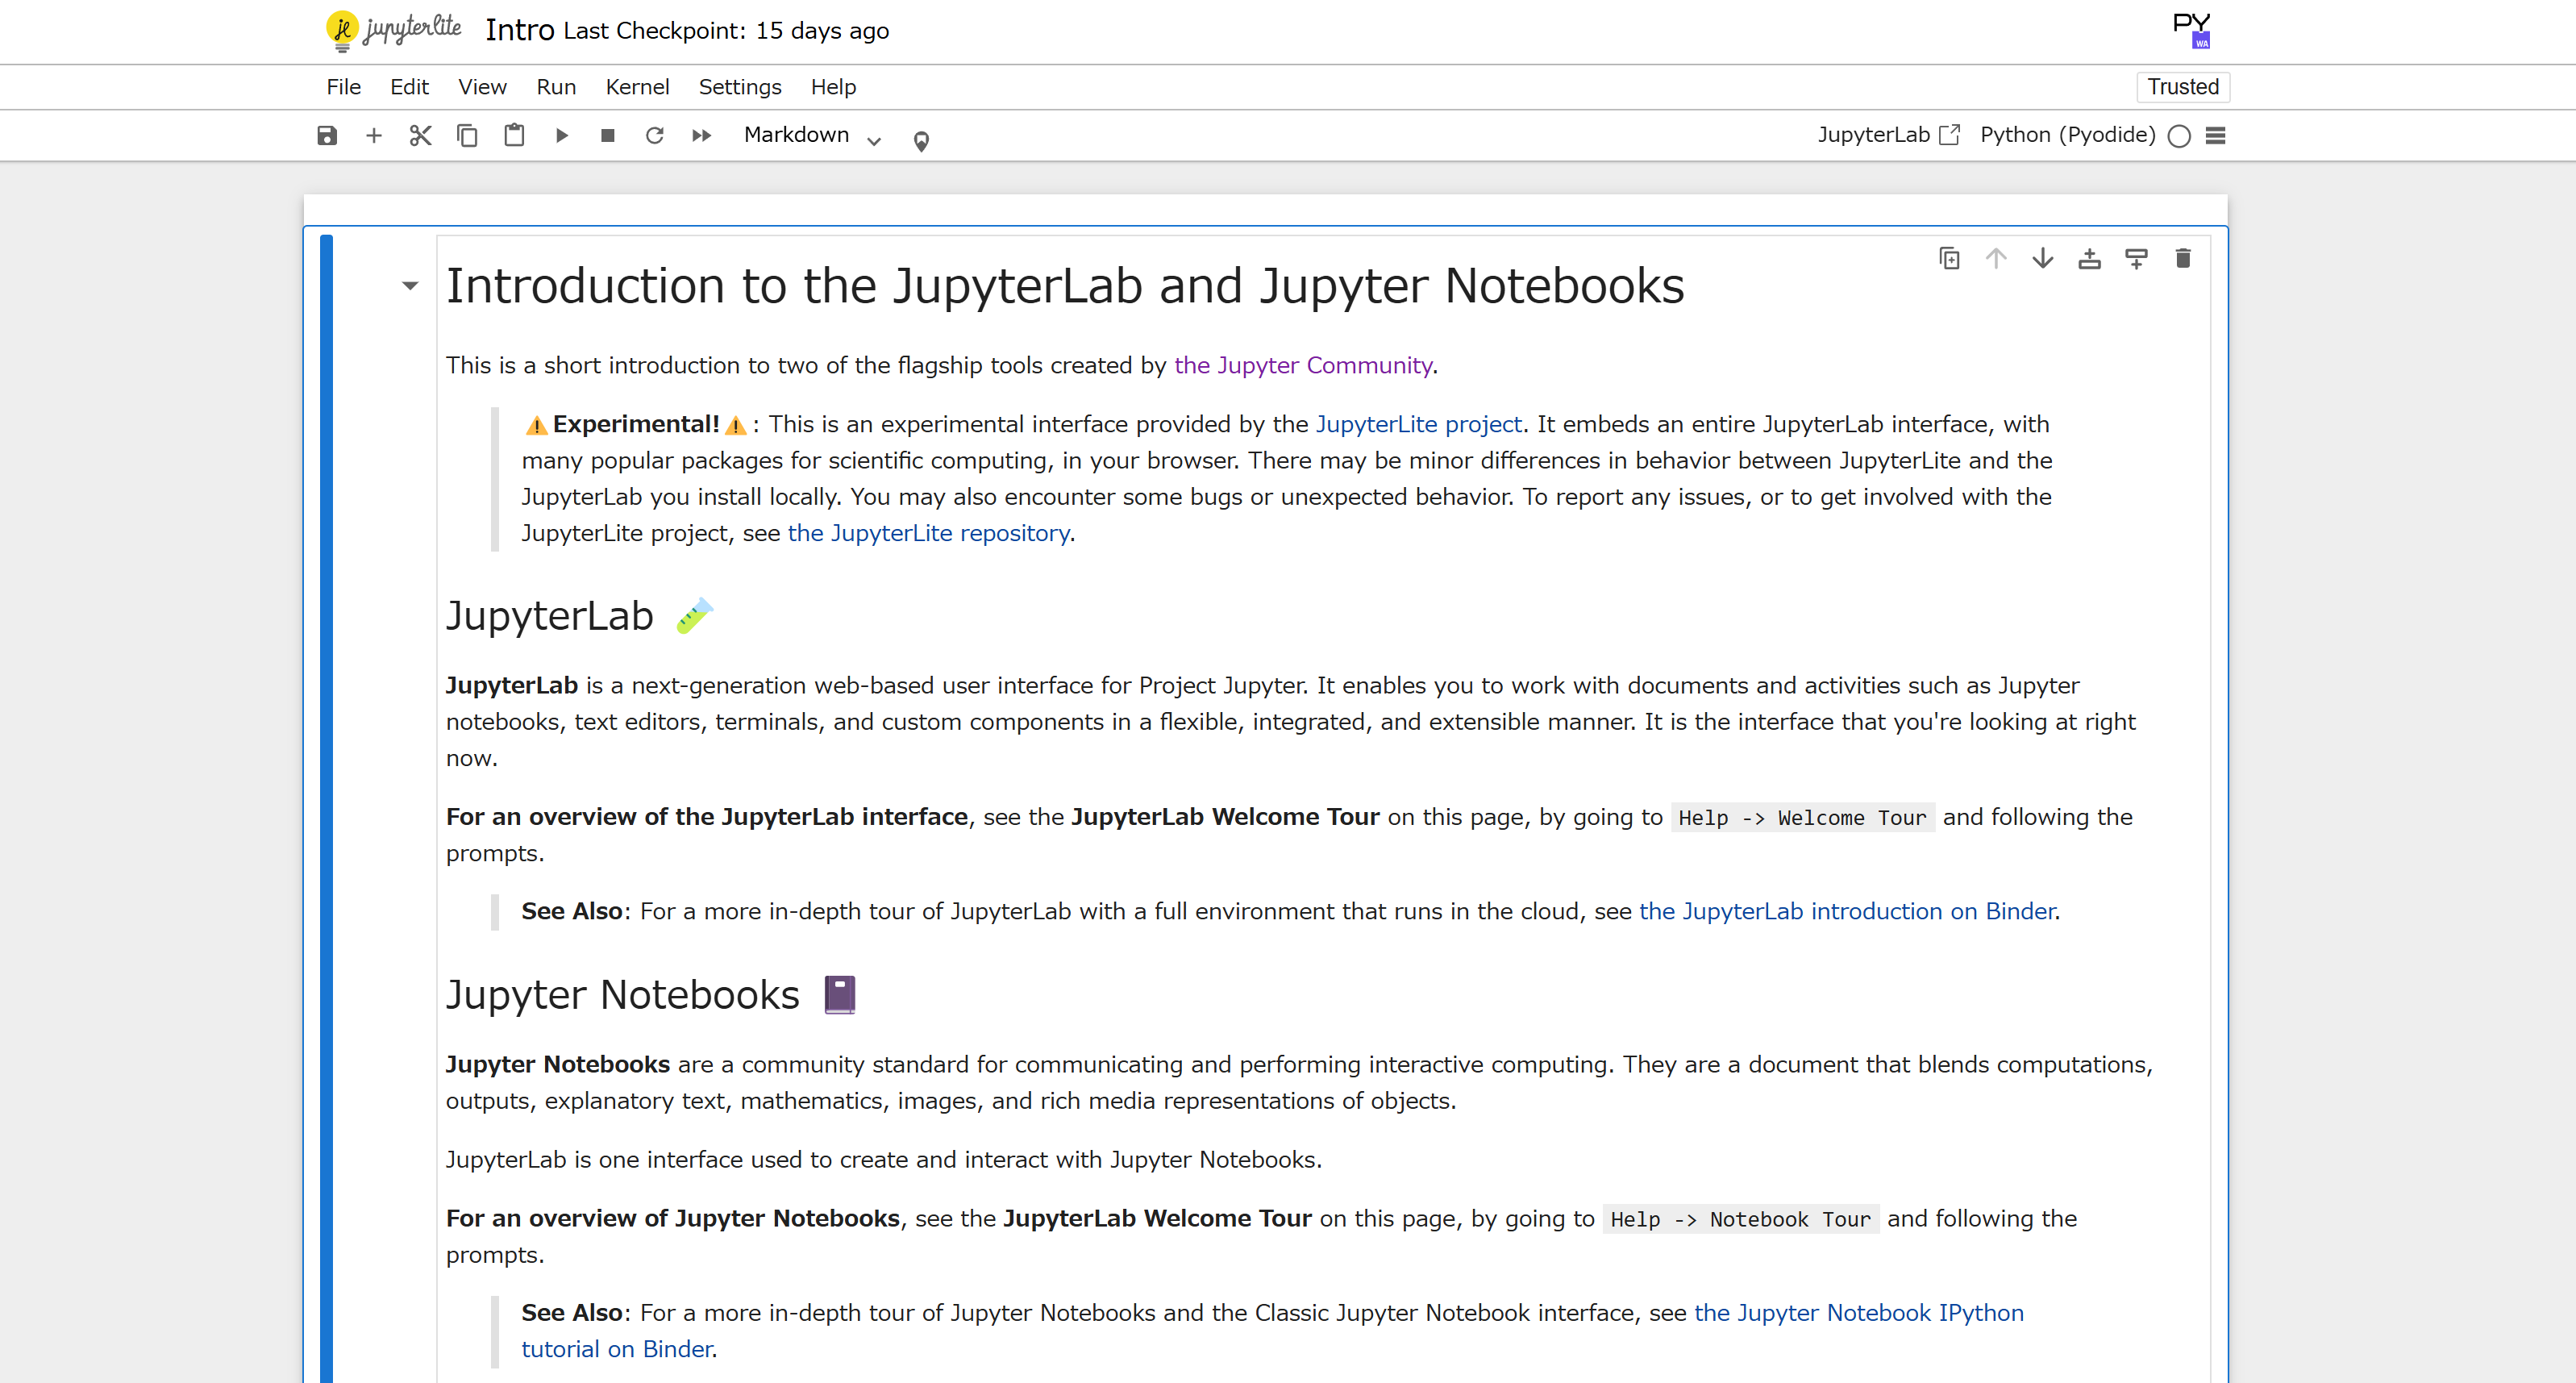 jupyterlite Intro Last Checkpoint: 15 days ago PY WA
File Edit View Run Kernel Settings Help Trusted
Markdown JupyterLab Python (Pyodide)
Introduction to the JupyterLab and Jupyter Notebooks
This is a short introduction to two of the flagship tools created by the Jupyter Community.
⚠️Experimental!⚠️: This is an experimental interface provided by the JupyterLite project. It embeds an entire JupyterLab interface, with
many popular packages for scientific computing, in your browser. There may be minor differences in behavior between JupyterLite and the
JupyterLab you install locally. You may also encounter some bugs or unexpected behavior. To report any issues, or to get involved with the
JupyterLite project, see the JupyterLite repository.
JupyterLab 🧪
JupyterLab is a next-generation web-based user interface for Project Jupyter. It enables you to work with documents and activities such as Jupyter
notebooks, text editors, terminals, and custom components in a flexible, integrated, and extensible manner. It is the interface that you're looking at right
now.
For an overview of the JupyterLab interface, see the JupyterLab Welcome Tour on this page, by going to Help -> Welcome Tour and following the
prompts.
See Also: For a more in-depth tour of JupyterLab with a full environment that runs in the cloud, see the JupyterLab introduction on Binder.
Jupyter Notebooks 📓
Jupyter Notebooks are a community standard for communicating and performing interactive computing. They are a document that blends computations,
outputs, explanatory text, mathematics, images, and rich media representations of objects.
JupyterLab is one interface used to create and interact with Jupyter Notebooks.
For an overview of Jupyter Notebooks, see the JupyterLab Welcome Tour on this page, by going to Help -> Notebook Tour and following the
prompts.
See Also: For a more in-depth tour of Jupyter Notebooks and the Classic Jupyter Notebook interface, see the Jupyter Notebook IPython
tutorial on Binder.